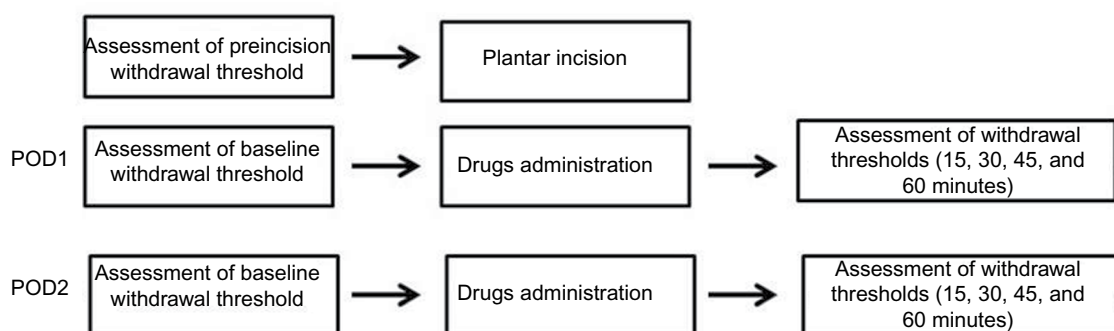 Assessment of preincision
withdrawal threshold
Plantar incision
POD1
Assessment of baseline
withdrawal threshold
Drugs administration
Assessment of withdrawal
thresholds (15, 30, 45, and
60 minutes)
POD2
Assessment of baseline
withdrawal threshold
Drugs administration
Assessment of withdrawal
thresholds (15, 30, 45, and
60 minutes)